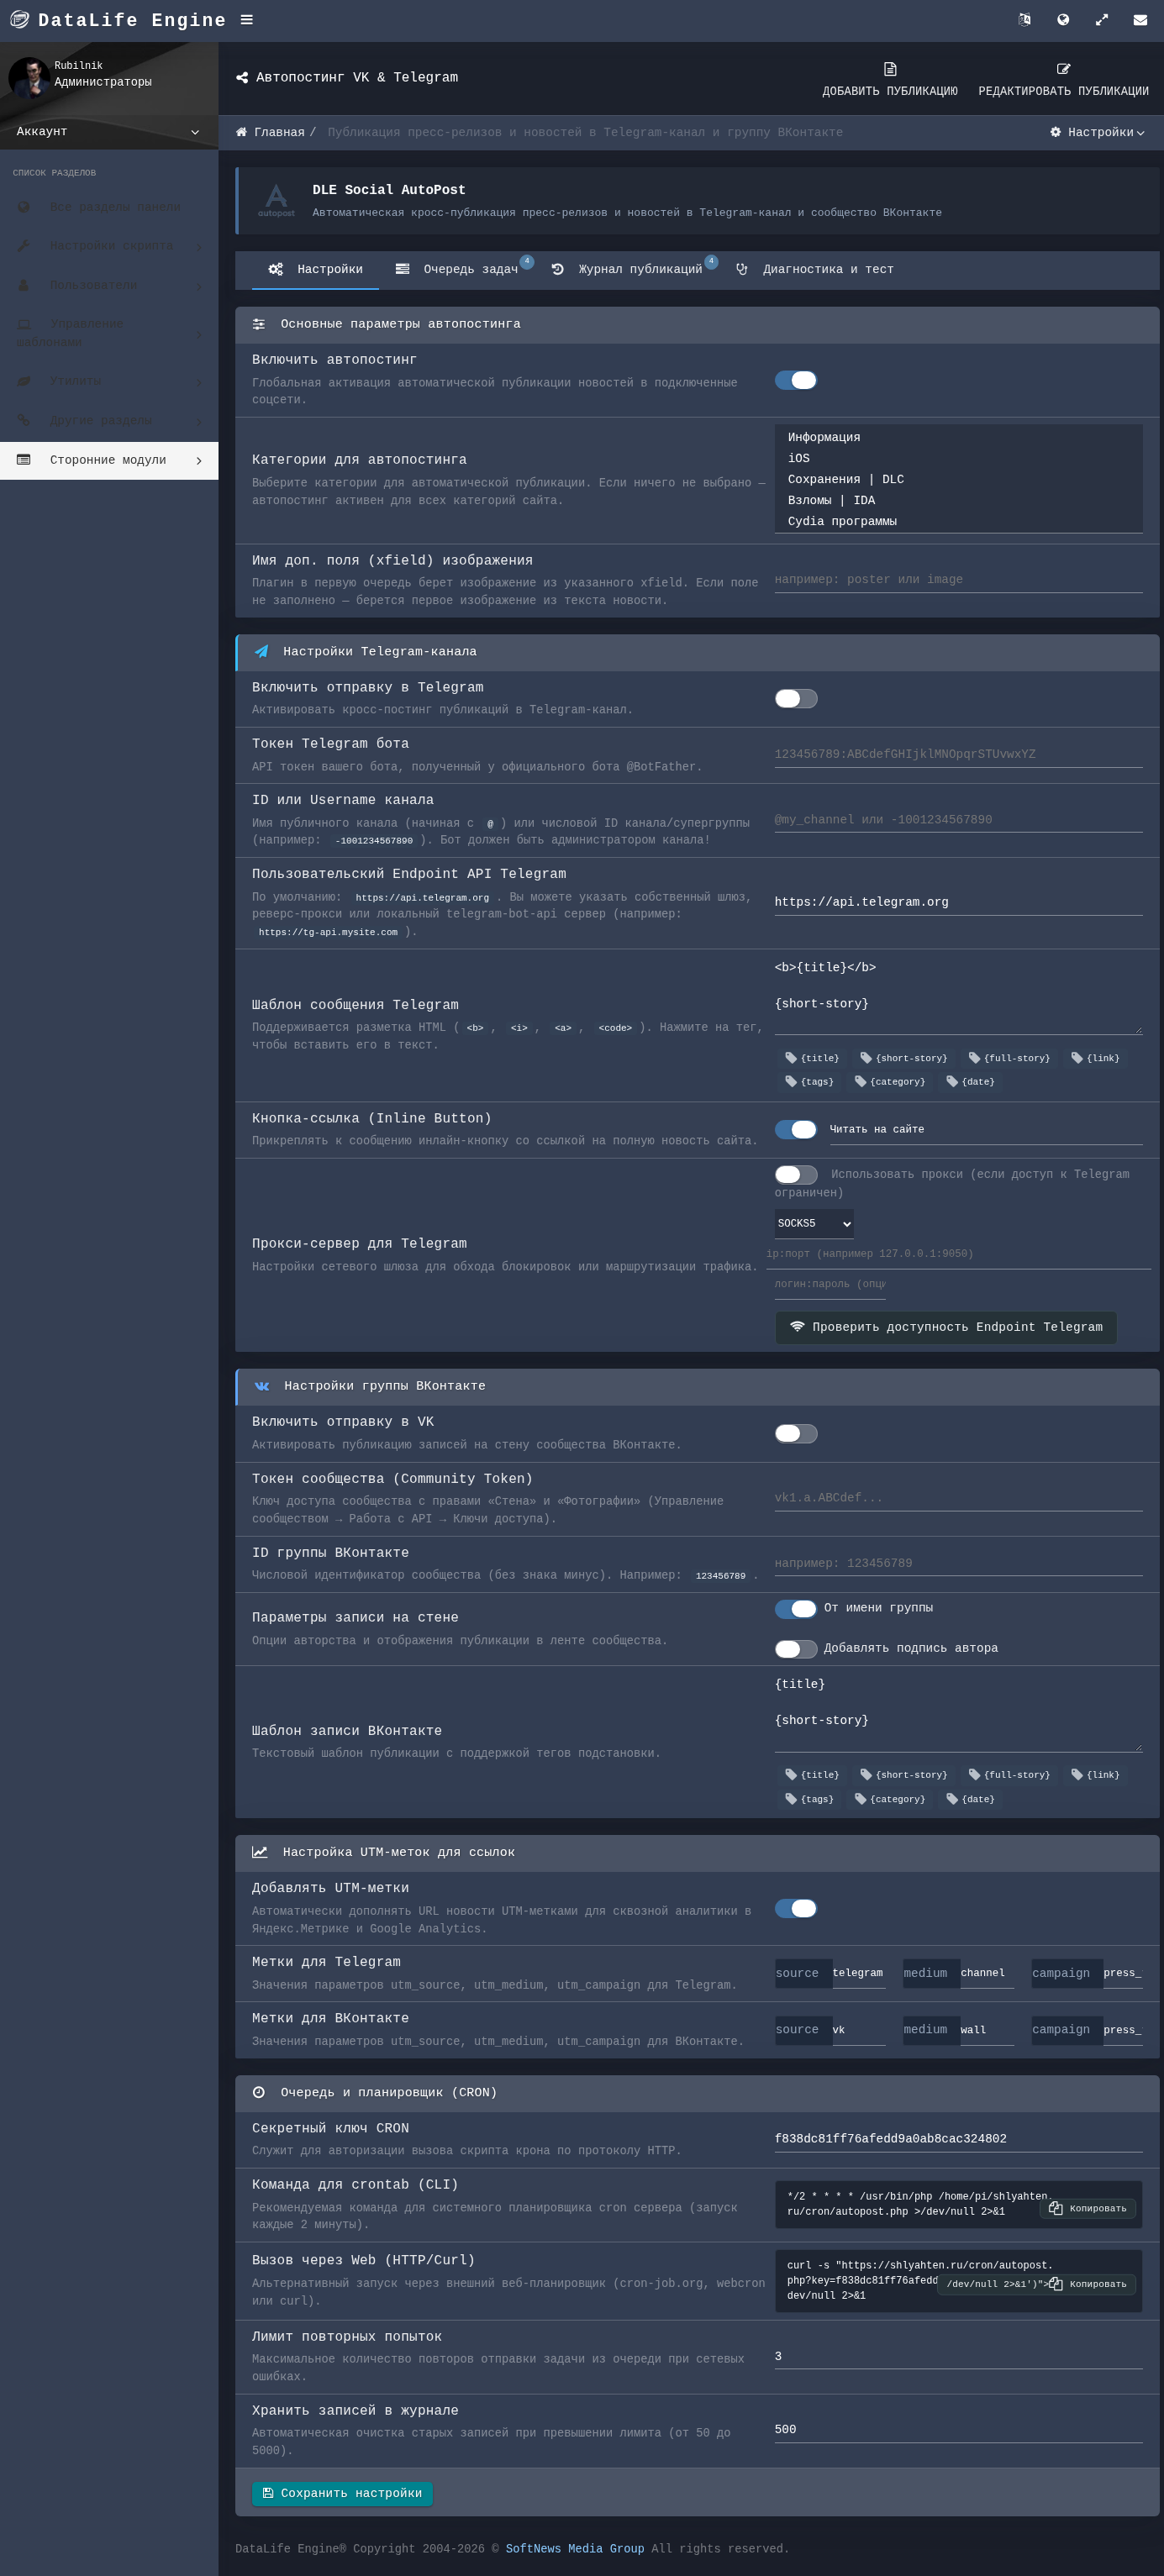 DataLife Engine
Rubilnik
Администраторы
Аккаунт
СПИСОК РАЗДЕЛОВ
Все разделы панели
Настройки скрипта
Пользователи
Управление
шаблонами
Утилиты
Другие разделы
Сторонние модули
Автопостинг VK & Telegram
ДОБАВИТЬ ПУБЛИКАЦИЮ
РЕДАКТИРОВАТЬ ПУБЛИКАЦИИ
Главная / Публикация пресс-релизов и новостей в Telegram-канал и группу ВКонтакте
Настройки
autopost
DLE Social AutoPost
Автоматическая кросс-публикация пресс-релизов и новостей в Telegram-канал и сообщество ВКонтакте
Настройки
Очередь задач 4
Журнал публикаций 4
Диагностика и тест
Основные параметры автопостинга
Включить автопостинг
Глобальная активация автоматической публикации новостей в подключенные
соцсети.
Категории для автопостинга
Выберите категории для автоматической публикации. Если ничего не выбрано —
автопостинг активен для всех категорий сайта.
Информация
iOS
Сохранения | DLC
Взломы | IDA
Cydia программы
Имя доп. поля (xfield) изображения
Плагин в первую очередь берет изображение из указанного xfield. Если поле
не заполнено — берется первое изображение из текста новости.
например: poster или image
Настройки Telegram-канала
Включить отправку в Telegram
Активировать кросс-постинг публикаций в Telegram-канал.
Токен Telegram бота
API токен вашего бота, полученный у официального бота @BotFather.
123456789:ABCdefGHIjklMNOpqrSTUvwxYZ
ID или Username канала
Имя публичного канала (начиная с @ ) или числовой ID канала/супергруппы
(например: -1001234567890 ). Бот должен быть администратором канала!
@my_channel или -1001234567890
Пользовательский Endpoint API Telegram
По умолчанию: https://api.telegram.org . Вы можете указать собственный шлюз,
реверс-прокси или локальный telegram-bot-api сервер (например:
https://tg-api.mysite.com ).
https://api.telegram.org
Шаблон сообщения Telegram
Поддерживается разметка HTML ( <b> , <i> , <a> , <code> ). Нажмите на тег,
чтобы вставить его в текст.
<b>{title}</b>
{short-story}
{title} {short-story} {full-story} {link}
{tags} {category} {date}
Кнопка-ссылка (Inline Button)
Прикреплять к сообщению инлайн-кнопку со ссылкой на полную новость сайта.
Читать на сайте
Прокси-сервер для Telegram
Настройки сетевого шлюза для обхода блокировок или маршрутизации трафика.
Использовать прокси (если доступ к Telegram
ограничен)
SOCKS5
ip:порт (например 127.0.0.1:9050)
логин:пароль (опци
Проверить доступность Endpoint Telegram
Настройки группы ВКонтакте
Включить отправку в VK
Активировать публикацию записей на стену сообщества ВКонтакте.
Токен сообщества (Community Token)
Ключ доступа сообщества с правами «Стена» и «Фотографии» (Управление
сообществом → Работа с API → Ключи доступа).
vk1.a.ABCdef...
ID группы ВКонтакте
Числовой идентификатор сообщества (без знака минус). Например: 123456789 .
например: 123456789
Параметры записи на стене
Опции авторства и отображения публикации в ленте сообщества.
От имени группы
Добавлять подпись автора
Шаблон записи ВКонтакте
Текстовый шаблон публикации с поддержкой тегов подстановки.
{title}
{short-story}
{title} {short-story} {full-story} {link}
{tags} {category} {date}
Настройка UTM-меток для ссылок
Добавлять UTM-метки
Автоматически дополнять URL новости UTM-метками для сквозной аналитики в
Яндекс.Метрике и Google Analytics.
Метки для Telegram
Значения параметров utm_source, utm_medium, utm_campaign для Telegram.
source telegram medium channel campaign press_
Метки для ВКонтакте
Значения параметров utm_source, utm_medium, utm_campaign для ВКонтакте.
source vk medium wall campaign press_
Очередь и планировщик (CRON)
Секретный ключ CRON
Служит для авторизации вызова скрипта крона по протоколу HTTP.
f838dc81ff76afedd9a0ab8cac324802
Команда для crontab (CLI)
Рекомендуемая команда для системного планировщика cron сервера (запуск
каждые 2 минуты).
*/2 * * * * /usr/bin/php /home/pi/shlyahten.
ru/cron/autopost.php >/dev/null 2>&1
Копировать
Вызов через Web (HTTP/Curl)
Альтернативный запуск через внешний веб-планировщик (cron-job.org, webcron
или curl).
curl -s "https://shlyahten.ru/cron/autopost.
php?key=f838dc81ff76afedd
/dev/null 2>&1')"> Копировать
dev/null 2>&1
Лимит повторных попыток
Максимальное количество повторов отправки задачи из очереди при сетевых
ошибках.
3
Хранить записей в журнале
Автоматическая очистка старых записей при превышении лимита (от 50 до
5000).
500
Сохранить настройки
DataLife Engine® Copyright 2004-2026 © SoftNews Media Group All rights reserved.